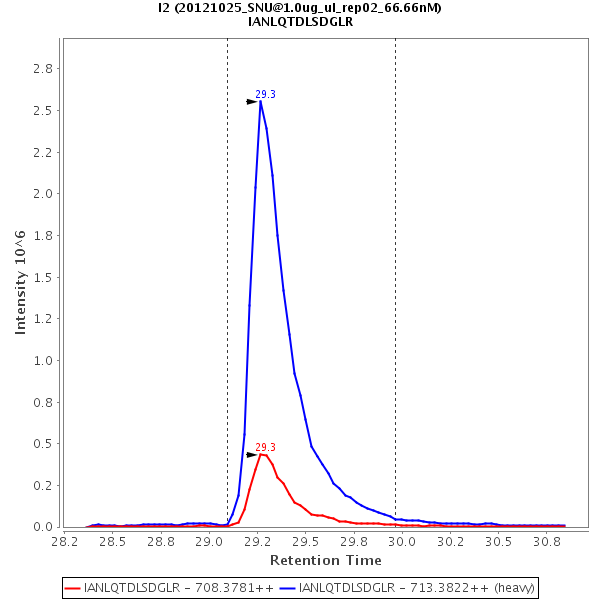 I2 (20121025_SNU@1.0ug_ul_rep02_66.66nM)
IANLQTDLSDGLR
Intensity 10^6
2.8
2.5
2.2
2.0
1.8
1.5
1.2
1.0
0.8
0.5
0.2
0.0
29.3
29.3
28.2 28.5 28.8 29.0 29.2 29.5 29.8 30.0 30.2 30.5 30.8
Retention Time
IANLQTDLSDGLR - 708.3781++ IANLQTDLSDGLR - 713.3822++ (heavy)